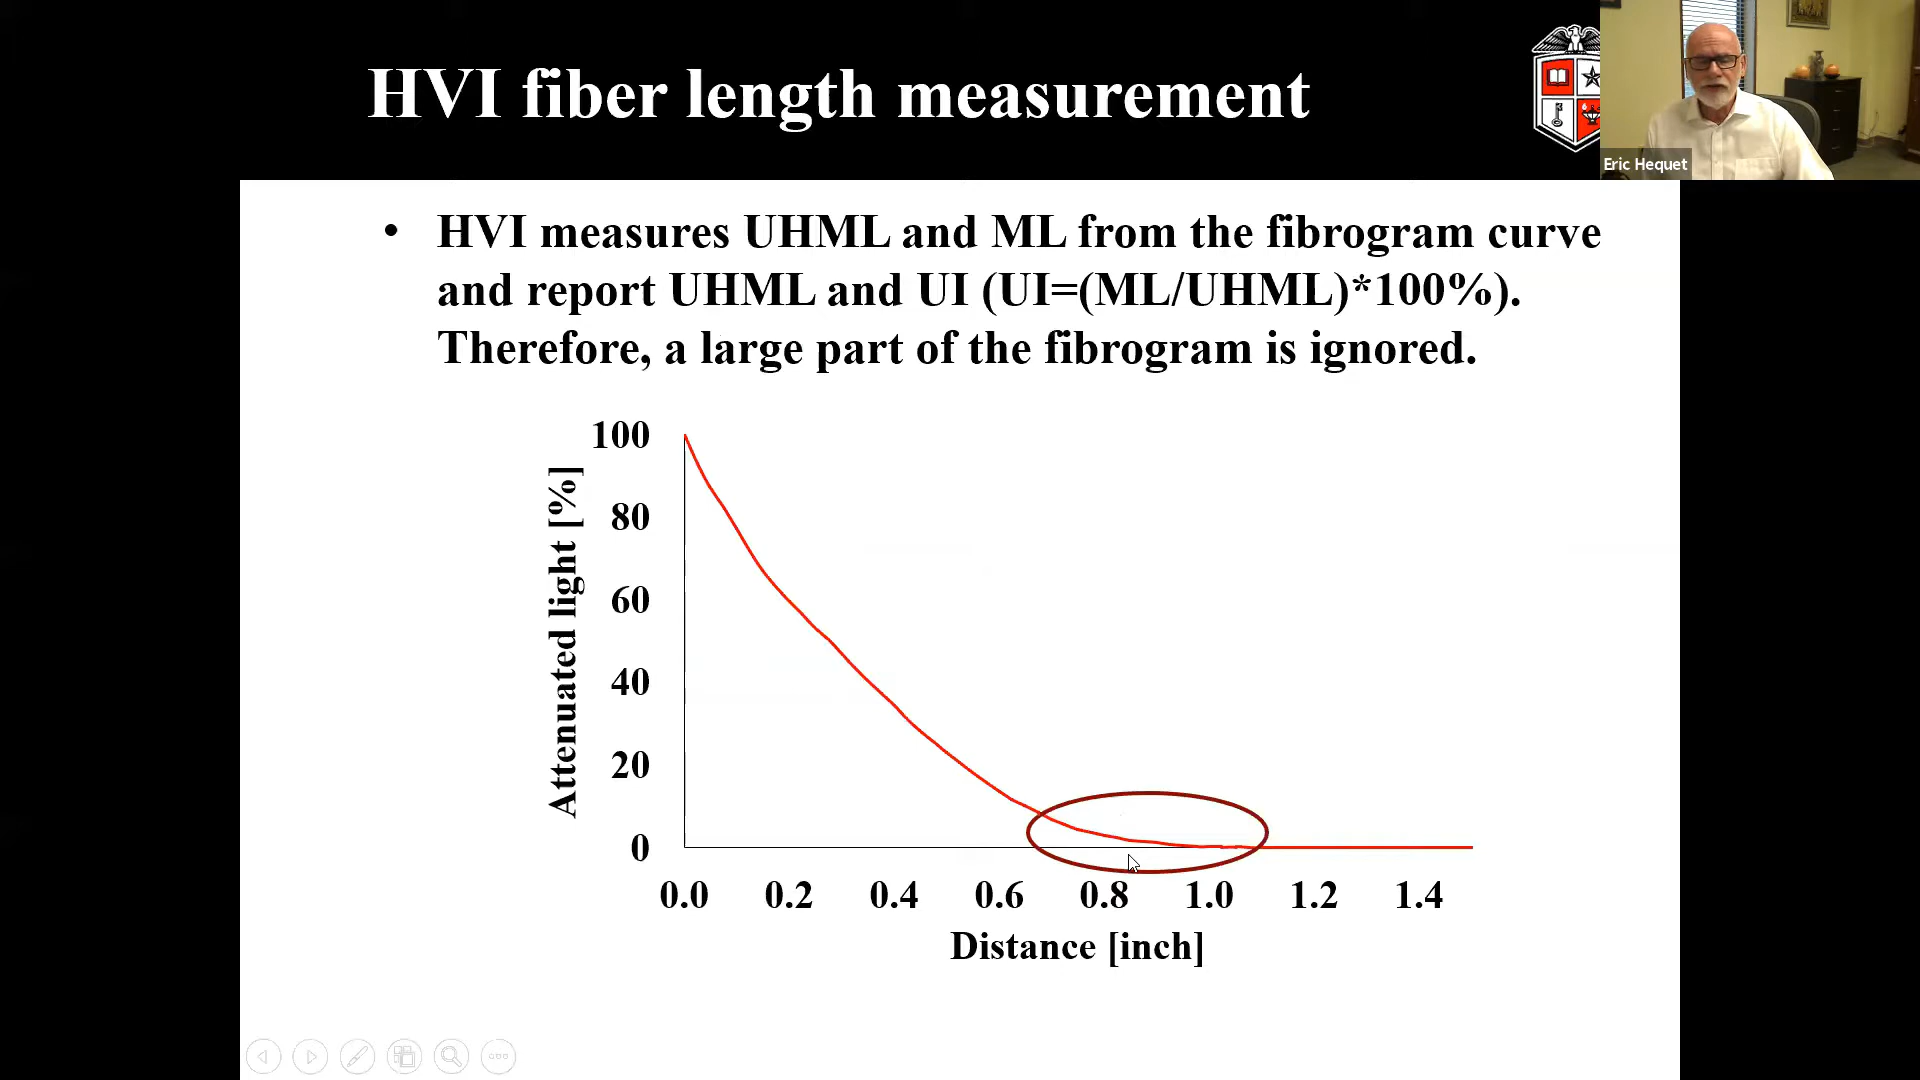 HVI fiber length measurement
Eric Hequet
• HVI measures UHML and ML from the fibrogram curve
and report UHML and UI (UI=(ML/UHML)*100%).
Therefore, a large part of the fibrogram is ignored.
Attenuated light [%]
100
80
60
40
20
0
0.0 0.2 0.4 0.6 0.8 1.0 1.2 1.4
Distance [inch]